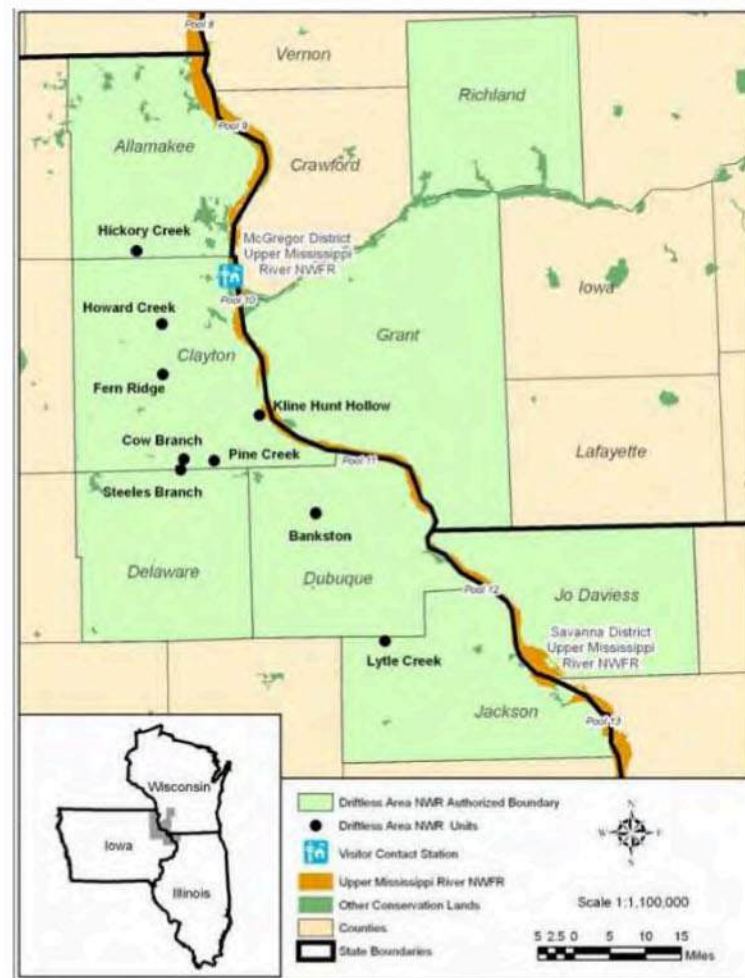 Pool 8
Vernon
Richland
Allamakee
Pool 9
Crawford
Hickory Creek
McGregor District
Upper Mississippi
River NWFR
Pool 10
Iowa
Howard Creek
Clayton
Grant
Fern Ridge
Kline Hunt Hollow
Cow Branch
Pine Creek
Pool 11
Lafayette
Steeles Branch
Bankston
Delaware
Dubuque
Pool 12
Jo Daviess
Savanna District
Upper Mississippi
River NWFR
Lytle Creek
Jackson
Pool 13
Wisconsin
Iowa
Illinois
Driftless Area NWR Authorized Boundary
Driftless Area NWR Units
Visitor Contact Station
Upper Mississippi River NWFR
Other Conservation Lands
Counties
State Boundaries
N
W E
S
Scale 1:1,100,000
5 2.5 0 5 10 15
Miles